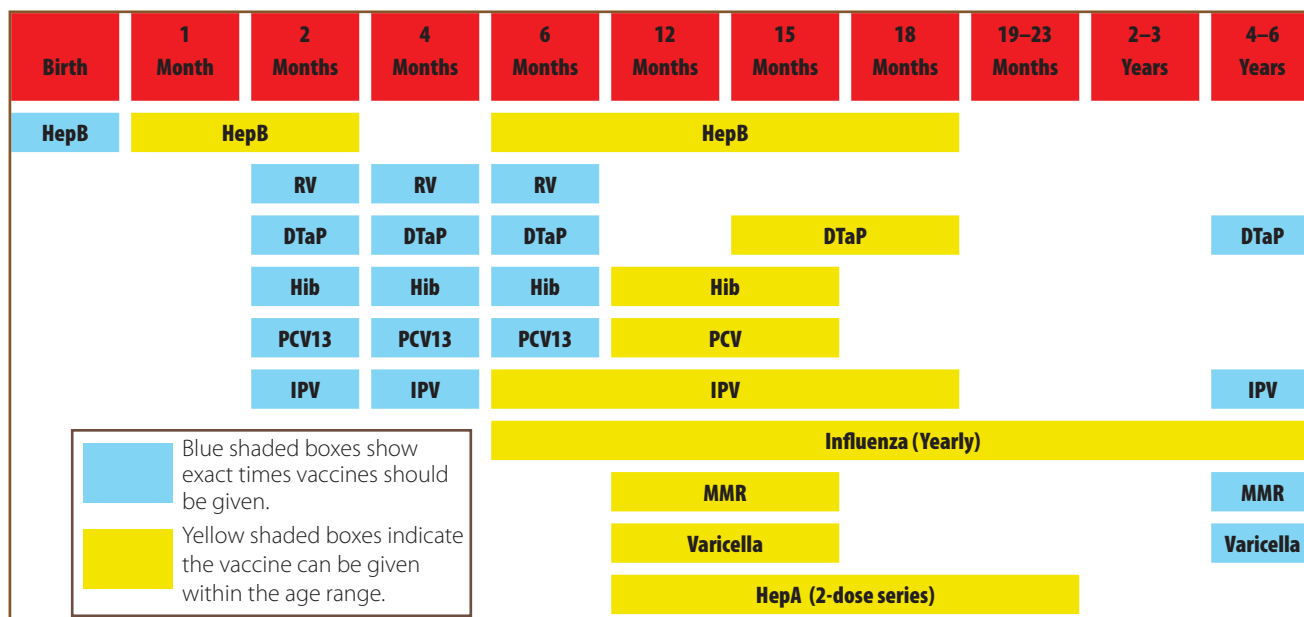 Birth
1
Month
2
Months
4
Months
6
Months
12
Months
15
Months
18
Months
19–23
Months
2–3
Years
4–6
Years
HepB
HepB
HepB
RV
RV
RV
DTaP
DTaP
DTaP
DTaP
DTaP
Hib
Hib
Hib
Hib
PCV13
PCV13
PCV13
PCV
IPV
IPV
IPV
IPV
Influenza (Yearly)
MMR
MMR
Varicella
Varicella
HepA (2-dose series)
Blue shaded boxes show
exact times vaccines should
be given.
Yellow shaded boxes indicate
the vaccine can be given
within the age range.